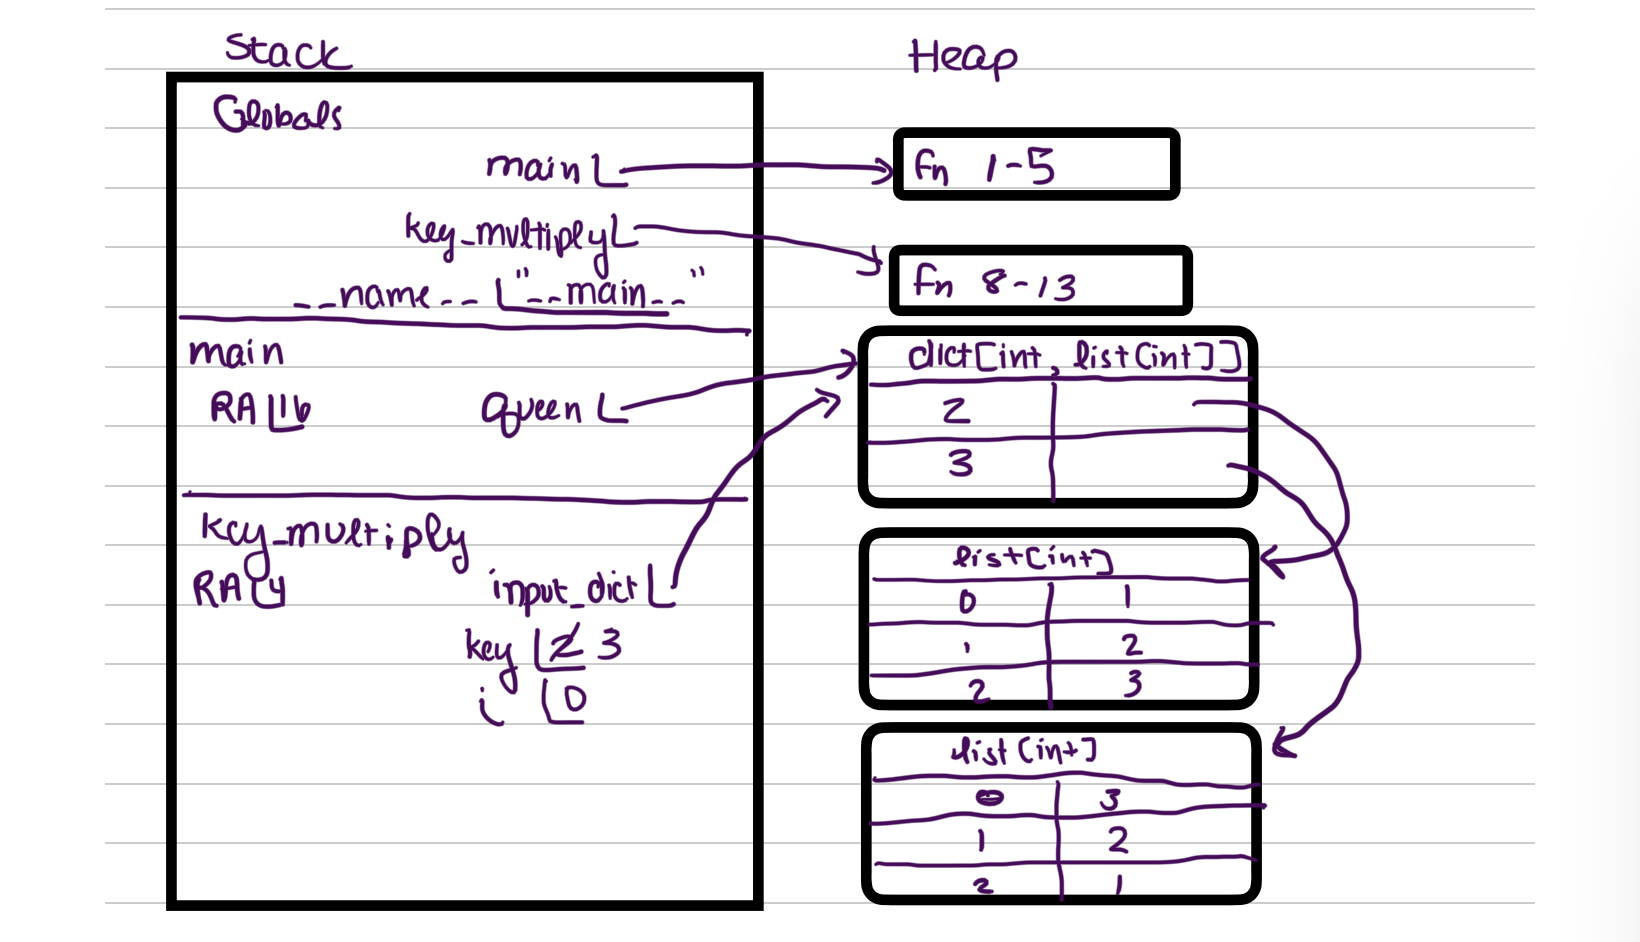 Stack
Globals
main
key_multiply
__name__ "__main__"
main
RA 16 queen
key_multiply
RA 4 input_dict
key 2 3
i 0
Heap
fn 1-5
fn 8-13
dict[int, list[int]]
2
3
list[int]
0 1
1 2
2 3
list[int]
0 3
1 2
2 1